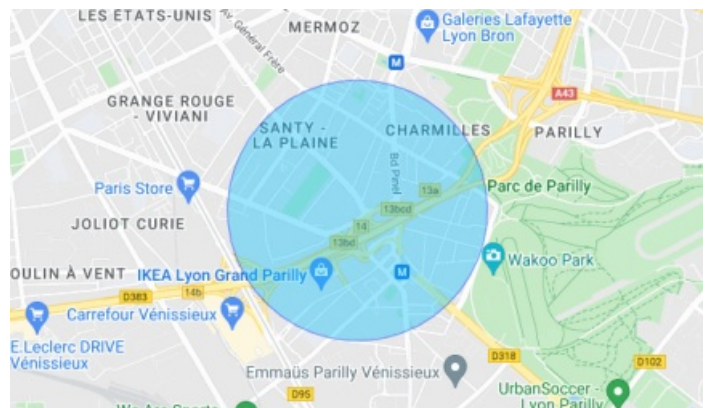 LES ÉTATS-UNIS
Av. Général Frère
MERMOZ
Galeries Lafayette
Lyon Bron
M
A43
GRANGE ROUGE
- VIVIANI
SANTY -
LA PLAINE
CHARMILLES
PARILLY
Bd Pinel
Paris Store
13a
Parc de Parilly
13bcd
JOLIOT CURIE
14
13bd
OULIN À VENT
IKEA Lyon Grand Parilly
M
Wakoo Park
D383
14b
Carrefour Vénissieux
E.Leclerc DRIVE
Vénissieux
D318
D102
Emmaüs Parilly Vénissieux
D95
UrbanSoccer -
Lyon Parilly